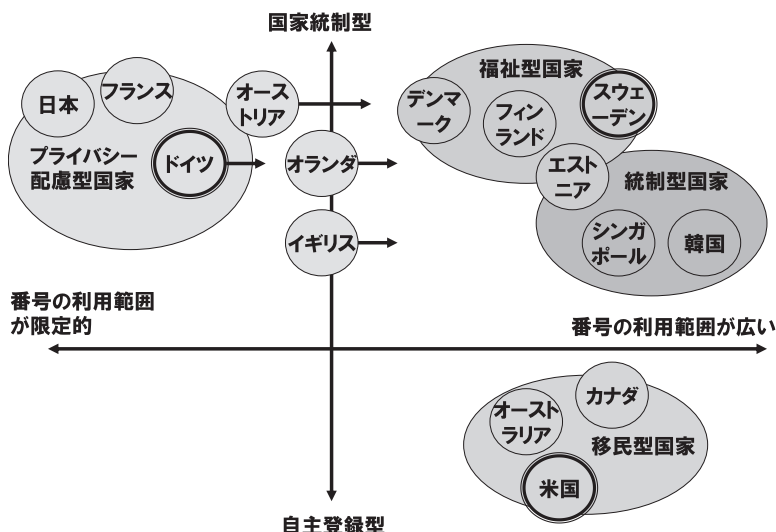 国家統制型
日本
フランス
オース
トリア
プライバシー
配慮型国家
ドイツ
オランダ
イギリス
福祉型国家
デンマ
ーク
フィン
ランド
スウェ
ーデン
エスト
ニア
統制型国家
シンガ
ポール
韓国
番号の利用範囲
が限定的
番号の利用範囲が広い
オースト
ラリア
カナダ
移民型国家
米国
自主登録型